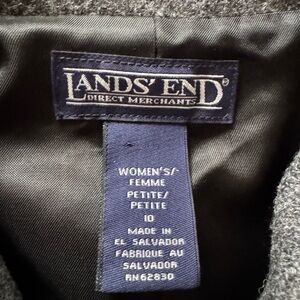 LANDS' END®
DIRECT MERCHANTS
WOMEN'S/
FEMME
PETITE/
PETITE
10
MADE IN
EL SALVADOR
FABRIQUE AU
SALVADOR
RN62830